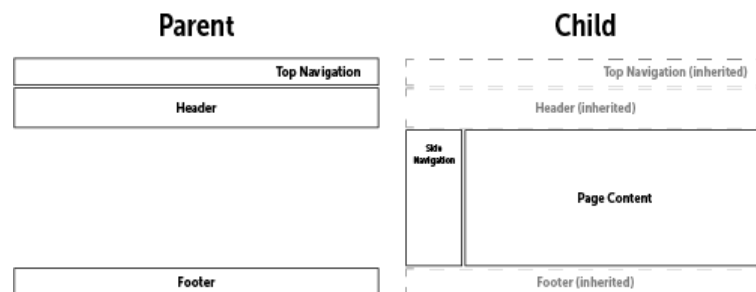 Parent
Child
Top Navigation
Header
Footer
Top Navigation (inherited)
Header (inherited)
Side
Navigation
Page Content
Footer (inherited)